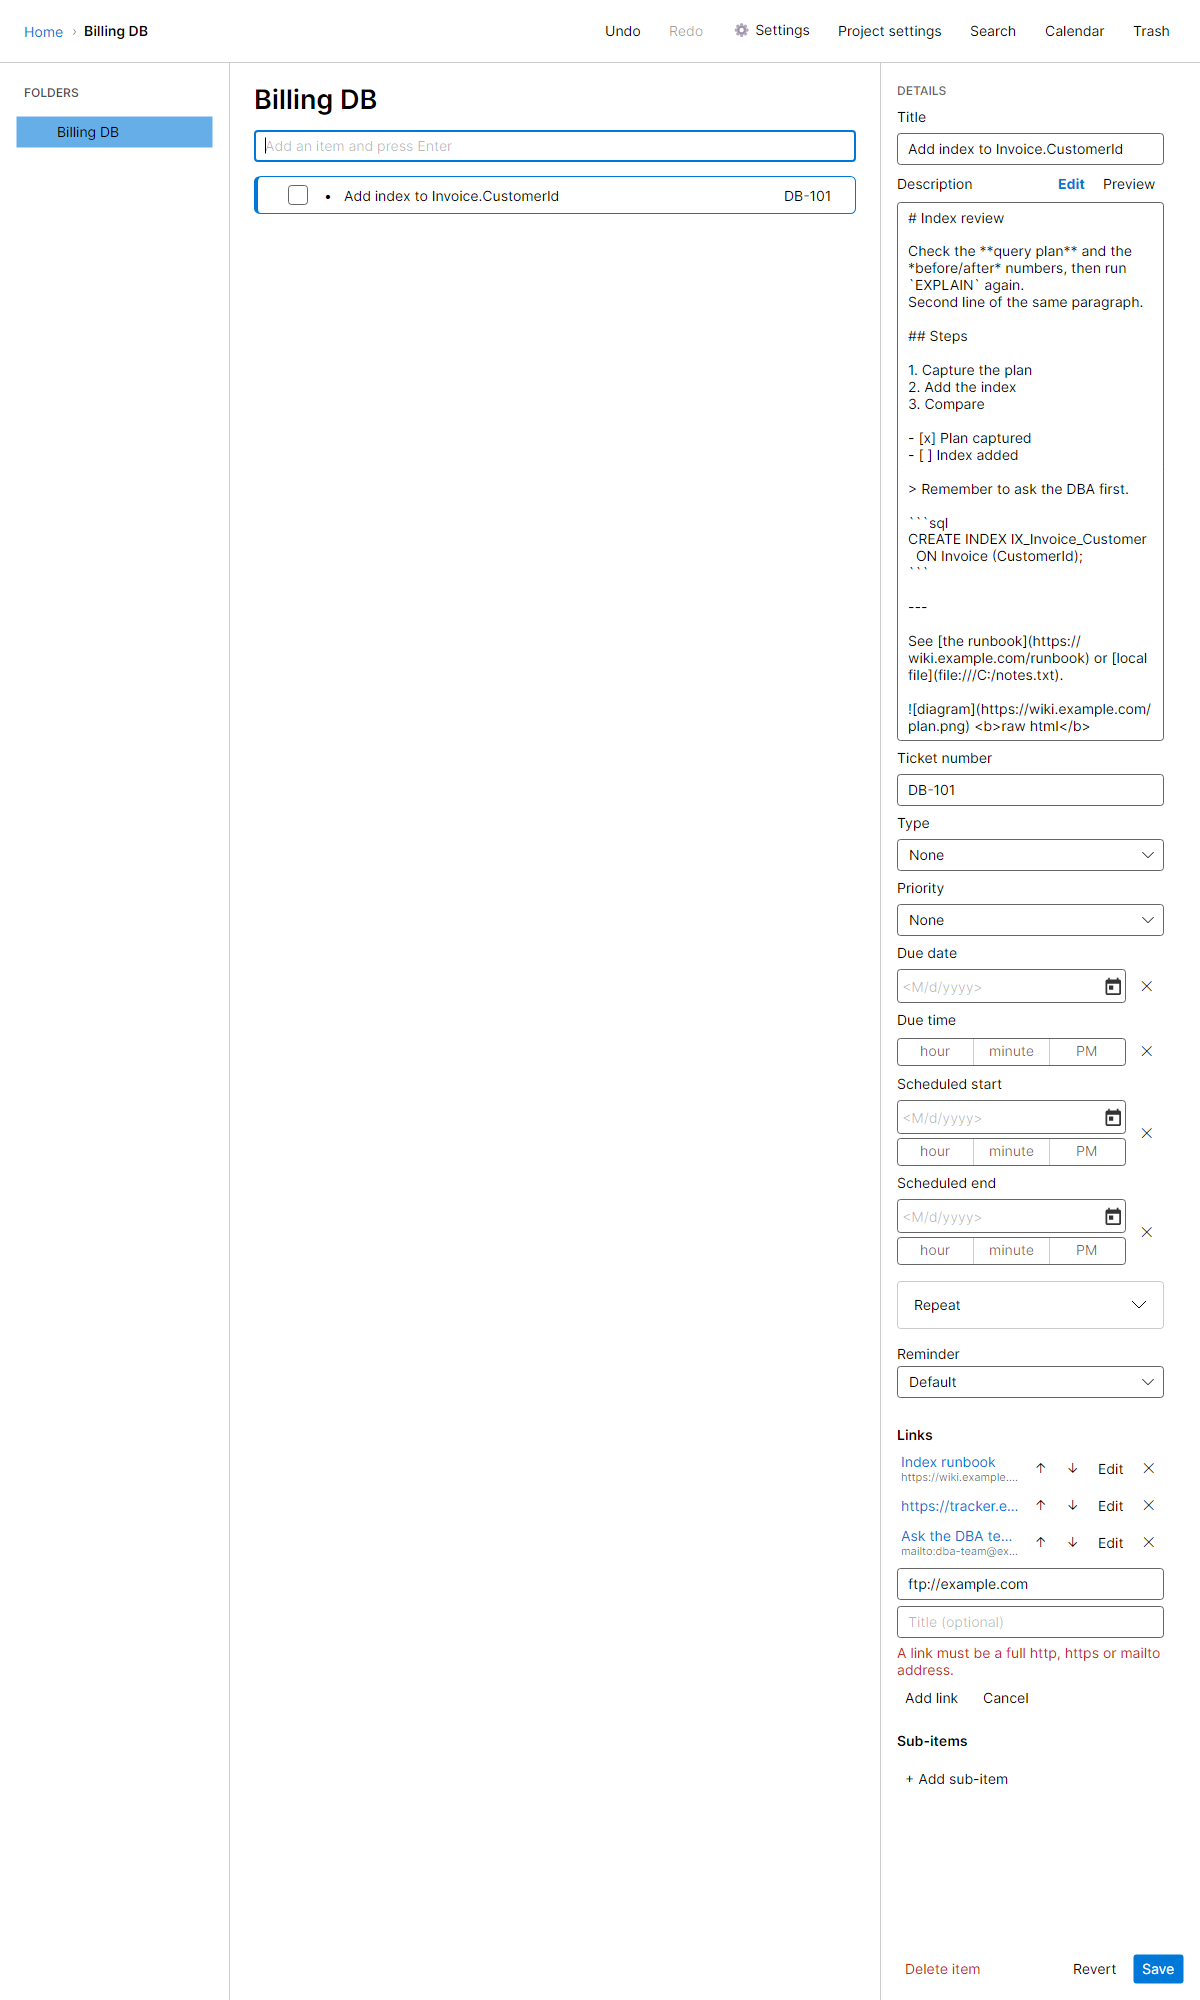 Home › Billing DB
Undo Redo Settings Project settings Search Calendar Trash
FOLDERS
Billing DB
Billing DB
Add an item and press Enter
• Add index to Invoice.CustomerId DB-101
DETAILS
Title
Add index to Invoice.CustomerId
Description Edit Preview
# Index review
Check the **query plan** and the
*before/after* numbers, then run
`EXPLAIN` again.
Second line of the same paragraph.
## Steps
1. Capture the plan
2. Add the index
3. Compare
- [x] Plan captured
- [ ] Index added
> Remember to ask the DBA first.
```sql
CREATE INDEX IX_Invoice_Customer
  ON Invoice (CustomerId);
```
---
See [the runbook](https://
wiki.example.com/runbook) or [local
file](file:///C:/notes.txt).
![diagram](https://wiki.example.com/
plan.png) <b>raw html</b>
Ticket number
DB-101
Type
None
Priority
None
Due date
<M/d/yyyy>
Due time
hour minute PM
Scheduled start
<M/d/yyyy>
hour minute PM
Scheduled end
<M/d/yyyy>
hour minute PM
Repeat
Reminder
Default
Links
Index runbook
https://wiki.example....
↑ ↓ Edit ×
https://tracker.e... ↑ ↓ Edit ×
Ask the DBA te...
mailto:dba-team@ex...
↑ ↓ Edit ×
ftp://example.com
Title (optional)
A link must be a full http, https or mailto
address.
Add link Cancel
Sub-items
+ Add sub-item
Delete item Revert Save